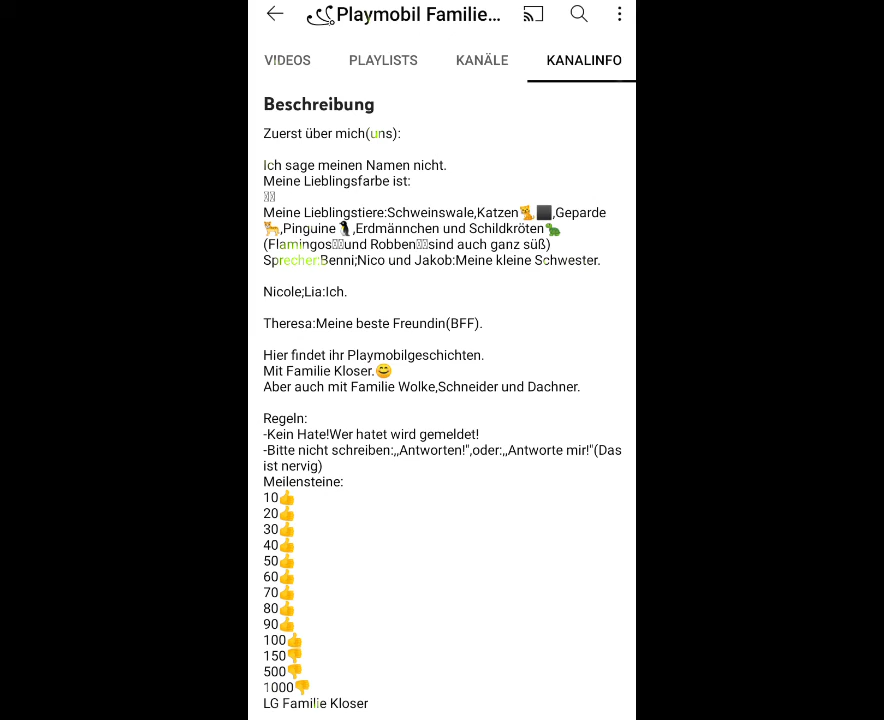 Playmobil Familie...
VIDEOS PLAYLISTS KANÄLE KANALINFO
Beschreibung
Zuerst über mich(uns):
Ich sage meinen Namen nicht.
Meine Lieblingsfarbe ist:
Meine Lieblingstiere:Schweinswale,Katzen🐈⬛,Geparde
🐆,Pinguine🐧,Erdmännchen und Schildkröten🐢
(Flamingos und Robben sind auch ganz süß)
Sprecher:Benni;Nico und Jakob:Meine kleine Schwester.
Nicole;Lia:Ich.
Theresa:Meine beste Freundin(BFF).
Hier findet ihr Playmobilgeschichten.
Mit Familie Kloser.😊
Aber auch mit Familie Wolke,Schneider und Dachner.
Regeln:
-Kein Hate!Wer hatet wird gemeldet!
-Bitte nicht schreiben:,,Antworten!",oder:,,Antworte mir!"(Das
ist nervig)
Meilensteine:
10👍
20👍
30👍
40👍
50👍
60👍
70👍
80👍
90👍
100👍
150👎
500👎
1000👎
LG Familie Kloser